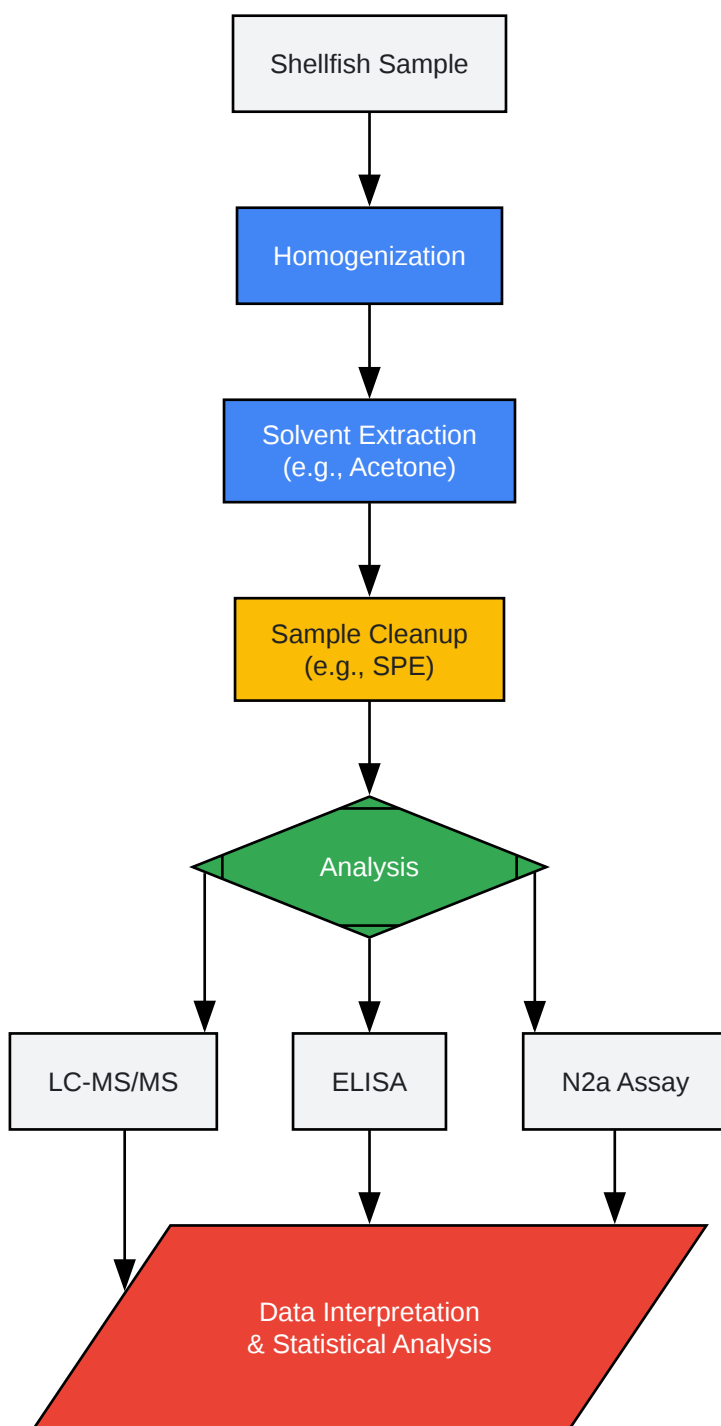 Shellfish Sample
Homogenization
Solvent Extraction
(e.g., Acetone)
Sample Cleanup
(e.g., SPE)
Analysis
LC-MS/MS
ELISA
N2a Assay
Data Interpretation
& Statistical Analysis